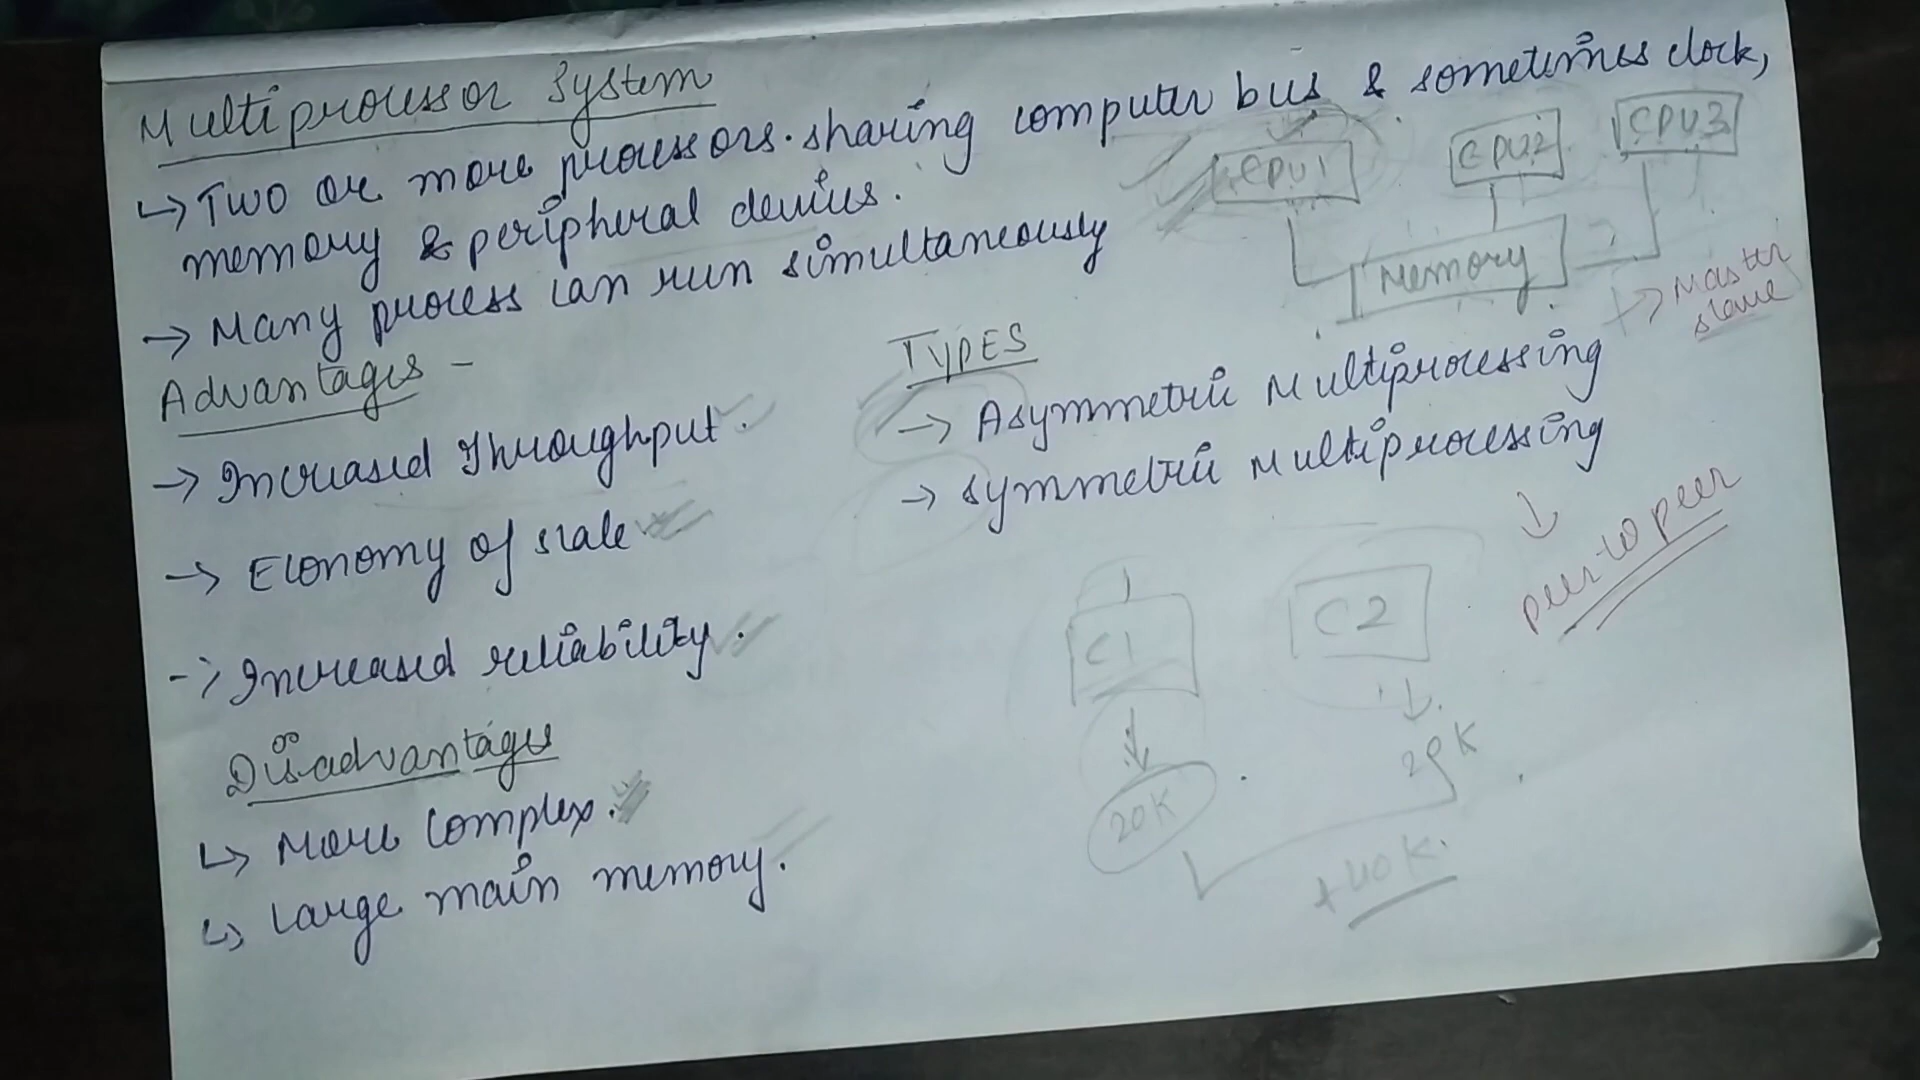 Multiprocessor System
↳ Two or more processors. sharing computer bus & sometimes clock,
memory & peripheral devices.
→ Many process can run simultaneously
CPU1
CPU2
CPU3
Memory
Advantages -
→ Increased Throughput.
→ Economy of scale
→ Increased reliability.
Disadvantages
↳ More Complex.
↳ Large main memory.
TYPES
→ Asymmetric Multiprocessing
→ Master
slave
→ Symmetric Multiprocessing
↓
peer to peer
C1
C2
↓
↓
20K
20K
+40K.